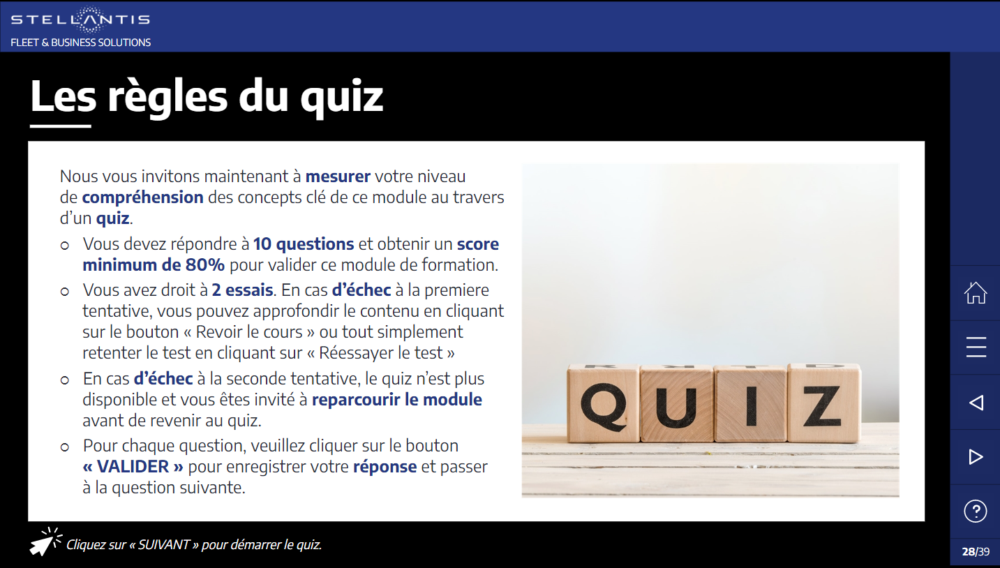 STELLANTIS
FLEET & BUSINESS SOLUTIONS
Les règles du quiz
Nous vous invitons maintenant à mesurer votre niveau
de compréhension des concepts clé de ce module au travers
d’un quiz.
Vous devez répondre à 10 questions et obtenir un score
minimum de 80% pour valider ce module de formation.
Vous avez droit à 2 essais. En cas d’échec à la premiere
tentative, vous pouvez approfondir le contenu en cliquant
sur le bouton « Revoir le cours » ou tout simplement
retenter le test en cliquant sur « Réessayer le test »
En cas d’échec à la seconde tentative, le quiz n’est plus
disponible et vous êtes invité à reparcourir le module
avant de revenir au quiz.
Pour chaque question, veuillez cliquer sur le bouton
« VALIDER » pour enregistrer votre réponse et passer
à la question suivante.
QUIZ
Cliquez sur « SUIVANT » pour démarrer le quiz.
?
28/39